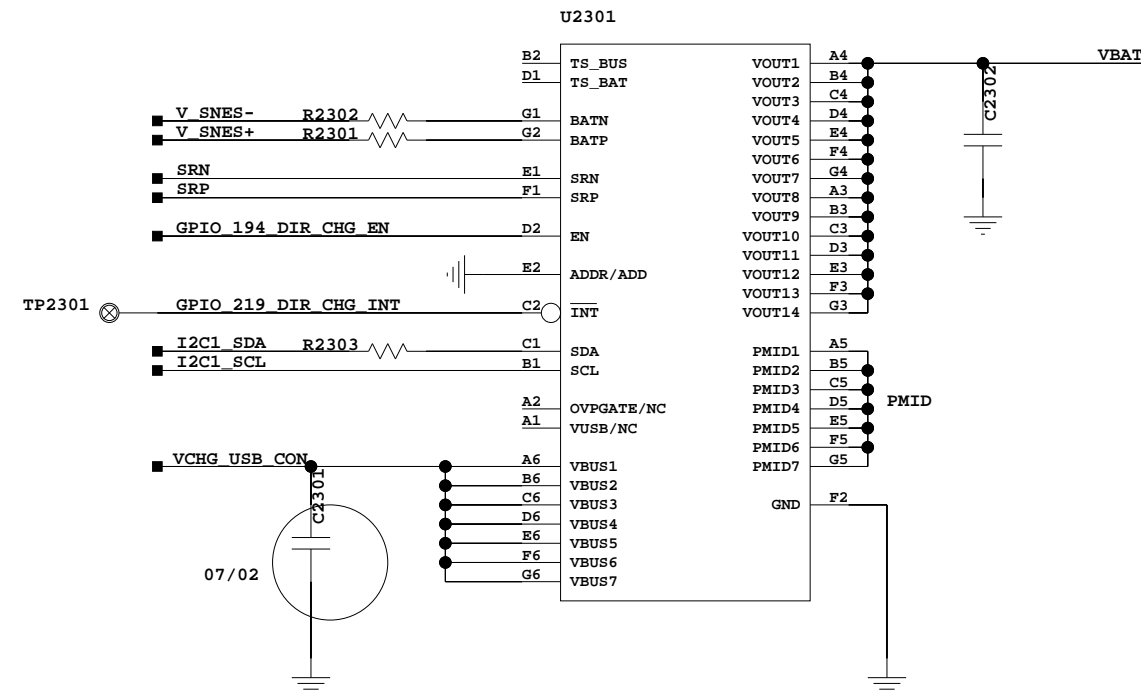 U2301
B2 TS_BUS VOUT1 A4 VBAT
D1 TS_BAT VOUT2 B4
VOUT3 C4
C2302
V_SNES- R2302 G1 BATN VOUT4 D4
V_SNES+ R2301 G2 BATP VOUT5 E4
VOUT6 F4
SRN E1 SRN VOUT7 G4
SRP F1 SRP VOUT8 A3
VOUT9 B3
GPIO_194_DIR_CHG_EN D2 EN VOUT10 C3
VOUT11 D3
E2 ADDR/ADD VOUT12 E3
VOUT13 F3
TP2301 GPIO_219_DIR_CHG_INT C2 INT VOUT14 G3
I2C1_SDA R2303 C1 SDA PMID1 A5
I2C1_SCL B1 SCL PMID2 B5
PMID3 C5
A2 OVPGATE/NC PMID4 D5 PMID
A1 VUSB/NC PMID5 E5
PMID6 F5
VCHG_USB_CON A6 VBUS1 PMID7 G5
B6 VBUS2
C2301
C6 VBUS3 GND F2
D6 VBUS4
E6 VBUS5
F6 VBUS6
07/02 G6 VBUS7